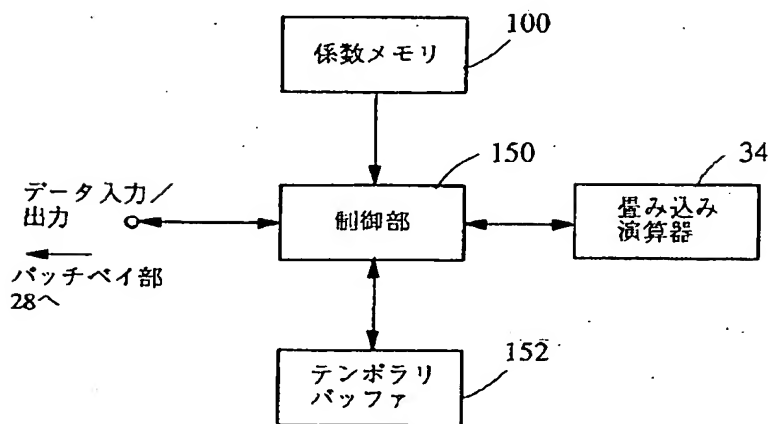 100
係数メモリ
150
34
データ入力/
出力
制御部
畳み込み
演算器
パッチベイ部
28へ
152
テンポラリ
バッファ